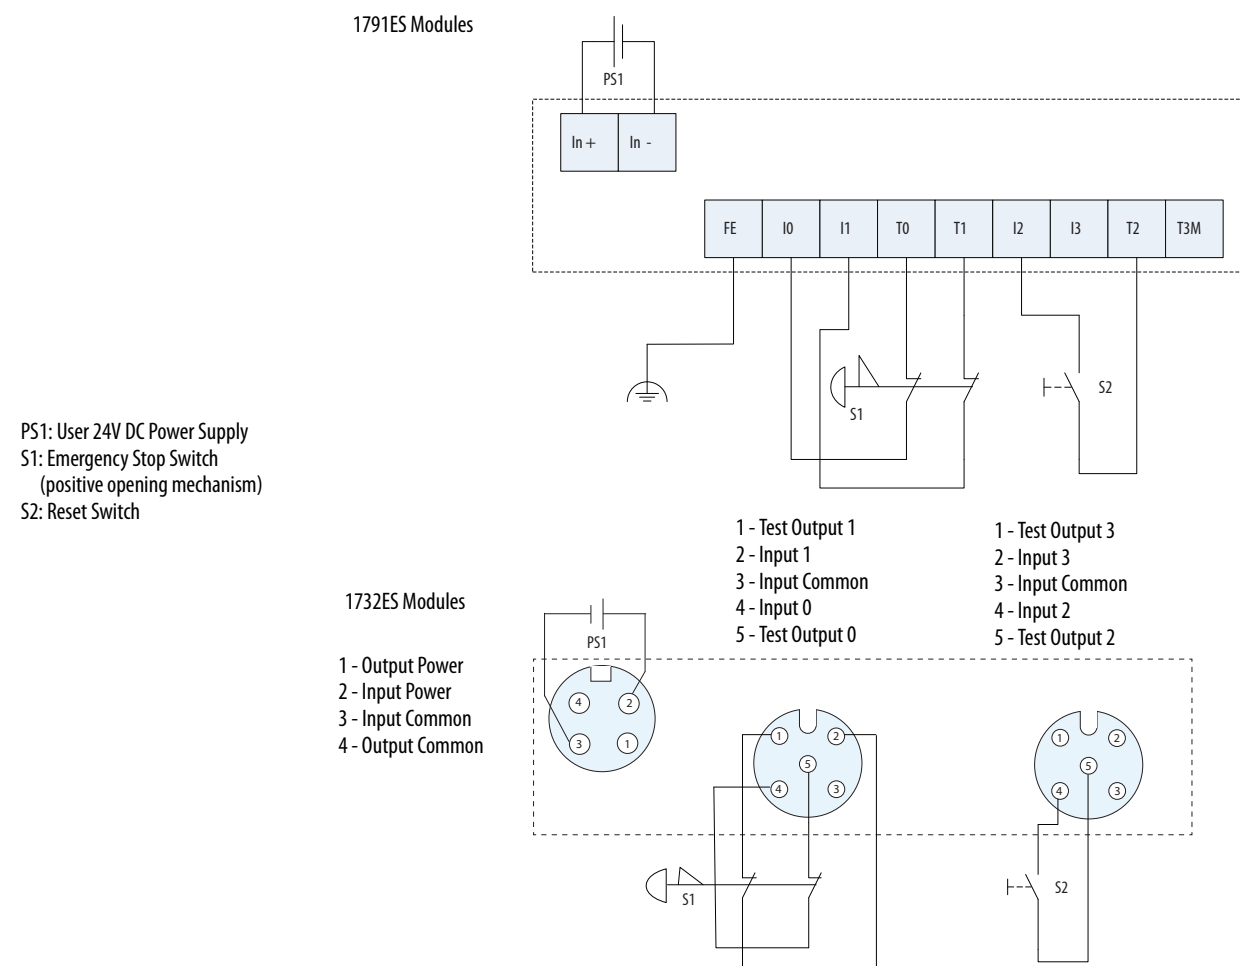 1791ES Modules
PS1
In +
In -
FE
I0
I1
T0
T1
I2
I3
T2
T3M
S1
S2
PS1: User 24V DC Power Supply
S1: Emergency Stop Switch
(positive opening mechanism)
S2: Reset Switch
1 - Test Output 1
2 - Input 1
3 - Input Common
4 - Input 0
5 - Test Output 0
1 - Test Output 3
2 - Input 3
3 - Input Common
4 - Input 2
5 - Test Output 2
1732ES Modules
1 - Output Power
2 - Input Power
3 - Input Common
4 - Output Common
PS1
4
2
3
1
1
2
5
4
3
1
2
5
4
3
S1
S2